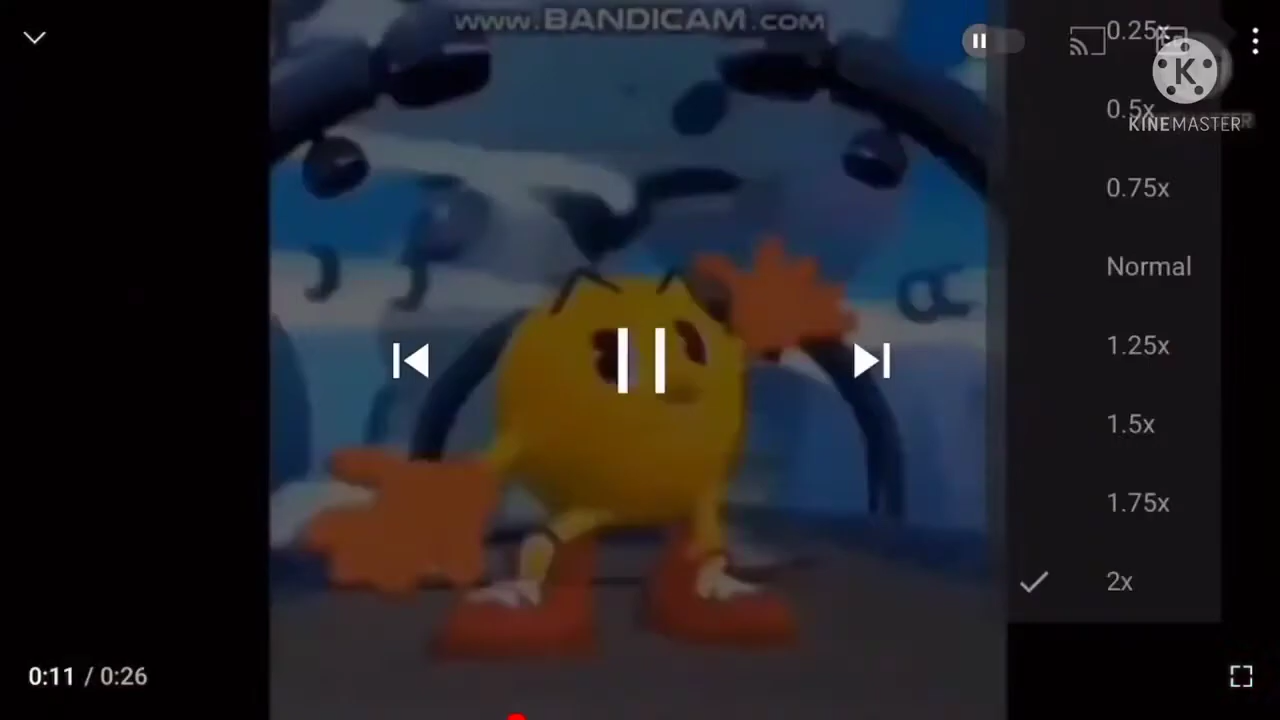 www.BANDICAM.COM
0.25x
K
0.5x
KINEMASTER
0.75x
Normal
1.25x
1.5x
1.75x
2x
0:11 / 0:26